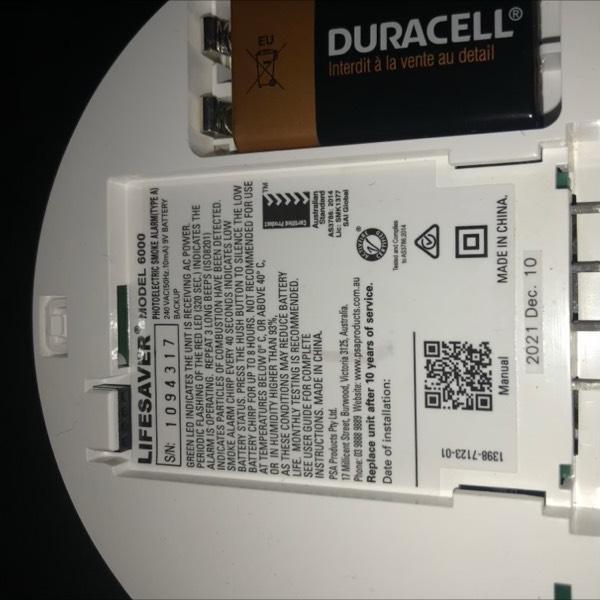 DURACELL®
Interdit à la vente au détail
EU
LIFESAVER® MODEL 6000
PHOTOELECTRIC SMOKE ALARM(TYPE A)
240 VAC(50Hz,10mA) 9V BATTERY
BACKUP
S/N: 1094317
GREEN LED INDICATES THE UNIT IS RECEIVING AC POWER.
PERIODIC FLASHING OF THE RED LED (320 SEC.) INDICATES THE
ALARM IS OPERATING. REPEAT 3 LONG BEEPS (ISO8201)
INDICATES PARTICLES OF COMBUSTION HAVE BEEN DETECTED.
SMOKE ALARM CHIRP EVERY 40 SECONDS INDICATES LOW
BATTERY STATUS. PRESS THE HUSH BUTTON TO SILENCE THE LOW
BATTERY CHIRP FOR UP TO 8 HOURS. NOT RECOMMENDED FOR USE
AT TEMPERATURES BELOW 0° C, OR ABOVE 40° C,
OR IN HUMIDITY HIGHER THAN 93%,
AS THESE CONDITIONS MAY REDUCE BATTERY
LIFE. MONTHLY TESTING IS RECOMMENDED.
SEE USER GUIDE FOR COMPLETE
INSTRUCTIONS. MADE IN CHINA.
PSA Products Pty Ltd.
17 Millicent Street, Burwood, Victoria 3125, Australia.
Phone: 03 9888 9889 Website: www.psaproducts.com.au
Replace unit after 10 years of service.
Date of installation:
Certified Product
TM
Australian
Standard
AS3786: 2014
Lic: SMK1377
SAI Global
Tested and Complies
to AS3786:2014
MADE IN CHINA.
1398-7123-01
Manual
2021 Dec. 10